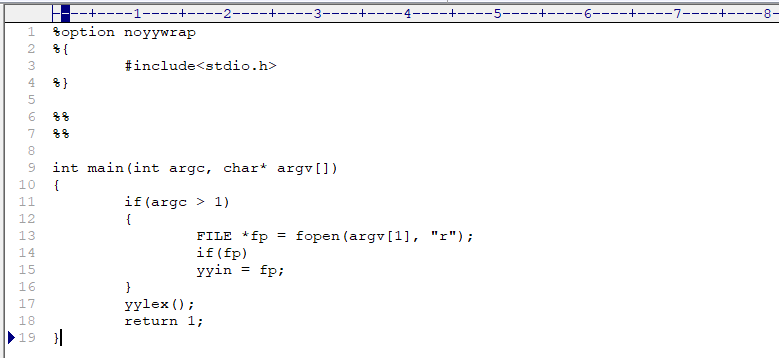 ├─█--+----1----+----2----+----3----+----4----+----5----+----6----+----7----+----8-
1 %option noyywrap
2 %{
3         #include<stdio.h>
4 %}
5
6 %%
7 %%
8
9 int main(int argc, char* argv[])
10 {
11         if(argc > 1)
12         {
13                 FILE *fp = fopen(argv[1], "r");
14                 if(fp)
15                 yyin = fp;
16         }
17         yylex();
18         return 1;
19 }